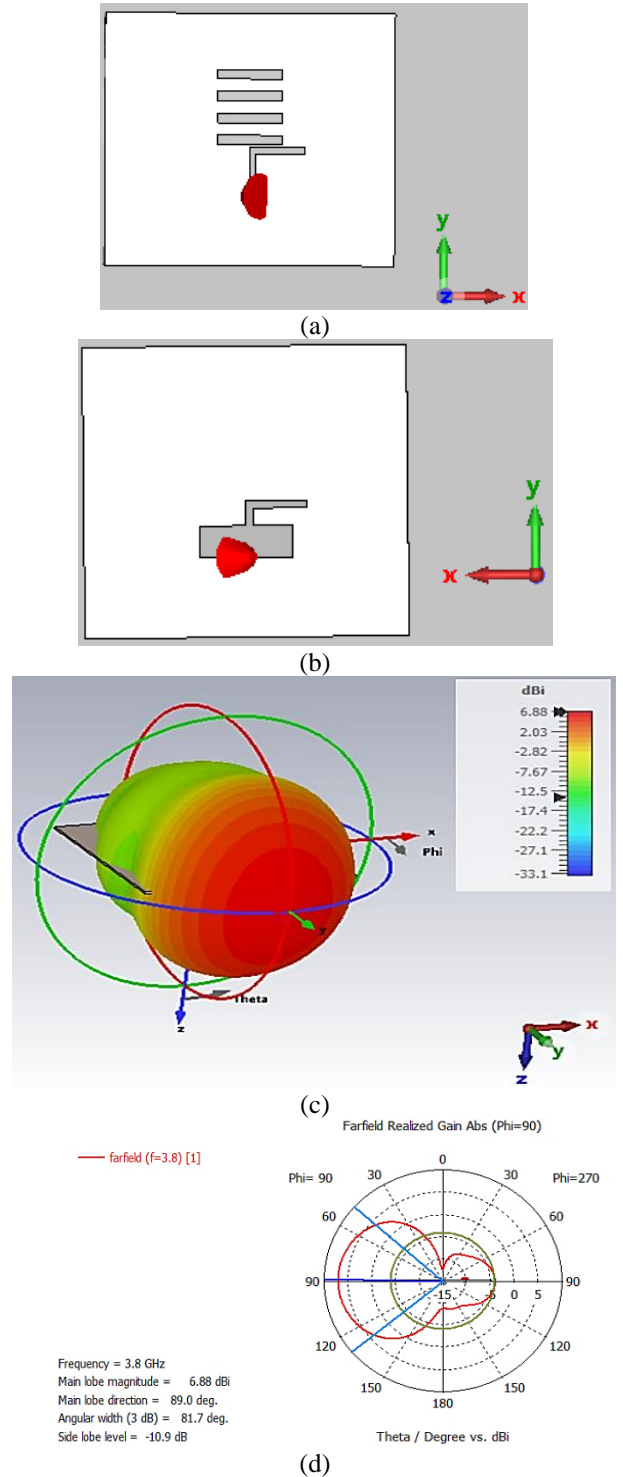 y
z x
(a)
y
x
(b)
dBi
6.88
2.03
-2.82
-7.67
-12.5
-17.4
-22.2
-27.1
-33.1
x
Phi
y
Theta
z
x
y
z
(c)
Farfield Realized Gain Abs (Phi=90)
farfield (f=3.8) [1]
0
30 30
Phi= 90 Phi=270
60 60
90 -15 -5 0 5 90
120 120
150 150
180
Frequency = 3.8 GHz
Main lobe magnitude = 6.88 dBi
Main lobe direction = 89.0 deg.
Angular width (3 dB) = 81.7 deg.
Side lobe level = -10.9 dB
Theta / Degree vs. dBi
(d)